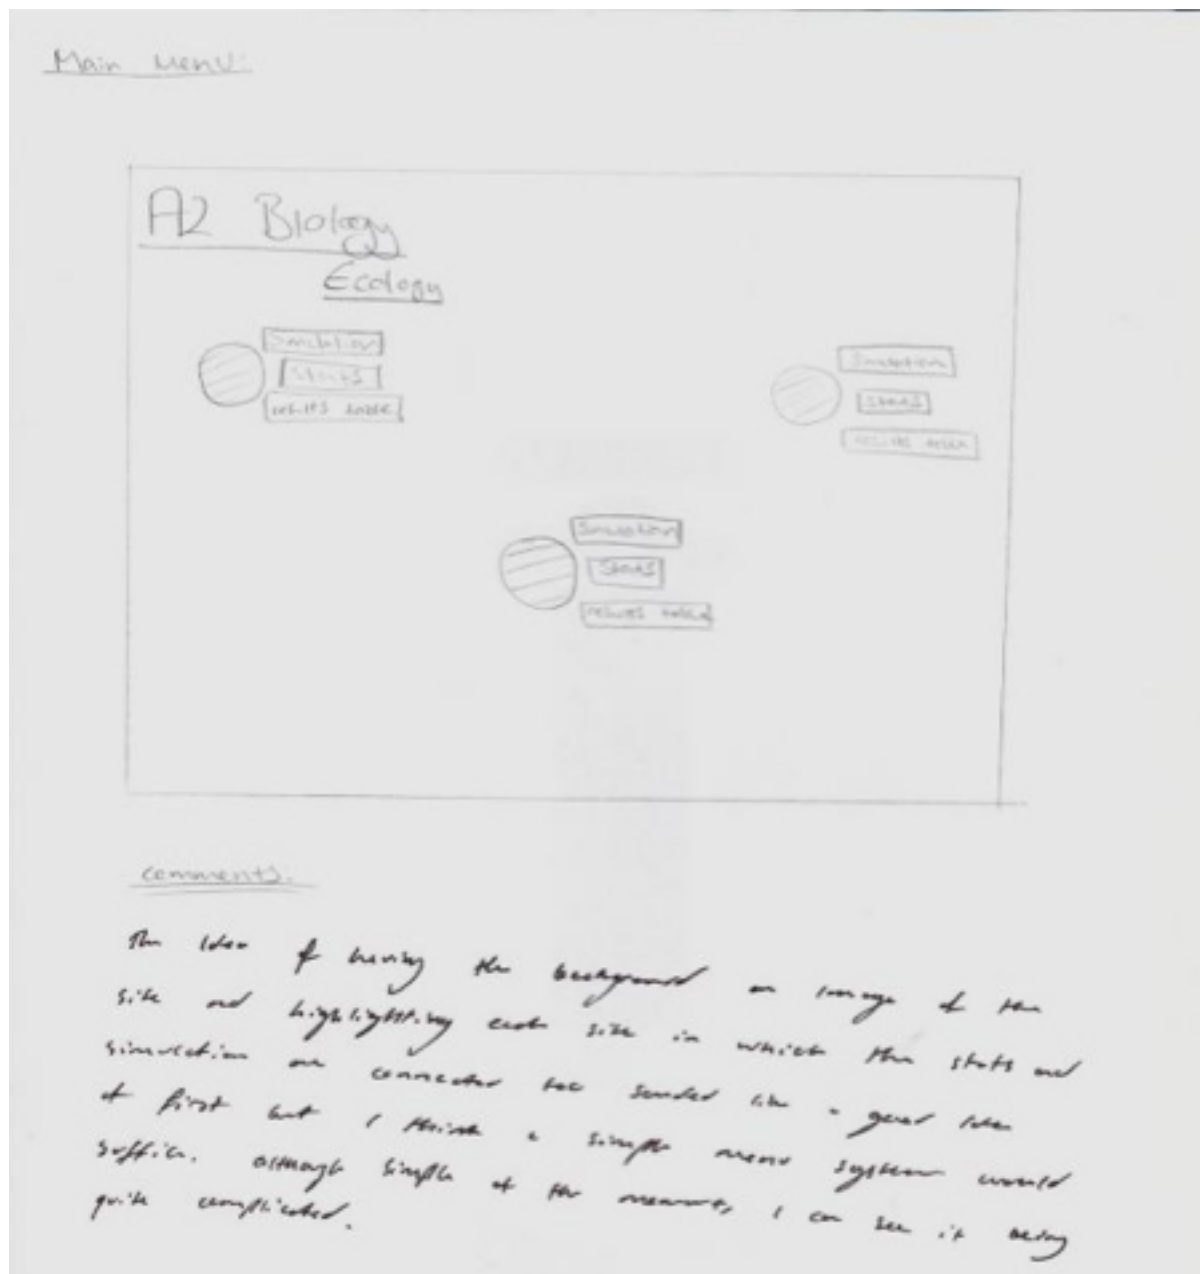 Main Menu:
A2 Biology
Ecology
Simulation
Stats
results table
Simulation
Stats
results table
Simulation
Stats
results table
comments:
The Idea of having the background an image of the
site and highlighting each site in which the stats and
simulation are connected too sounded like a good idea
at first but I think a simple menu system would
suffice. although simple at the moment, I can see it being
quite complicated.